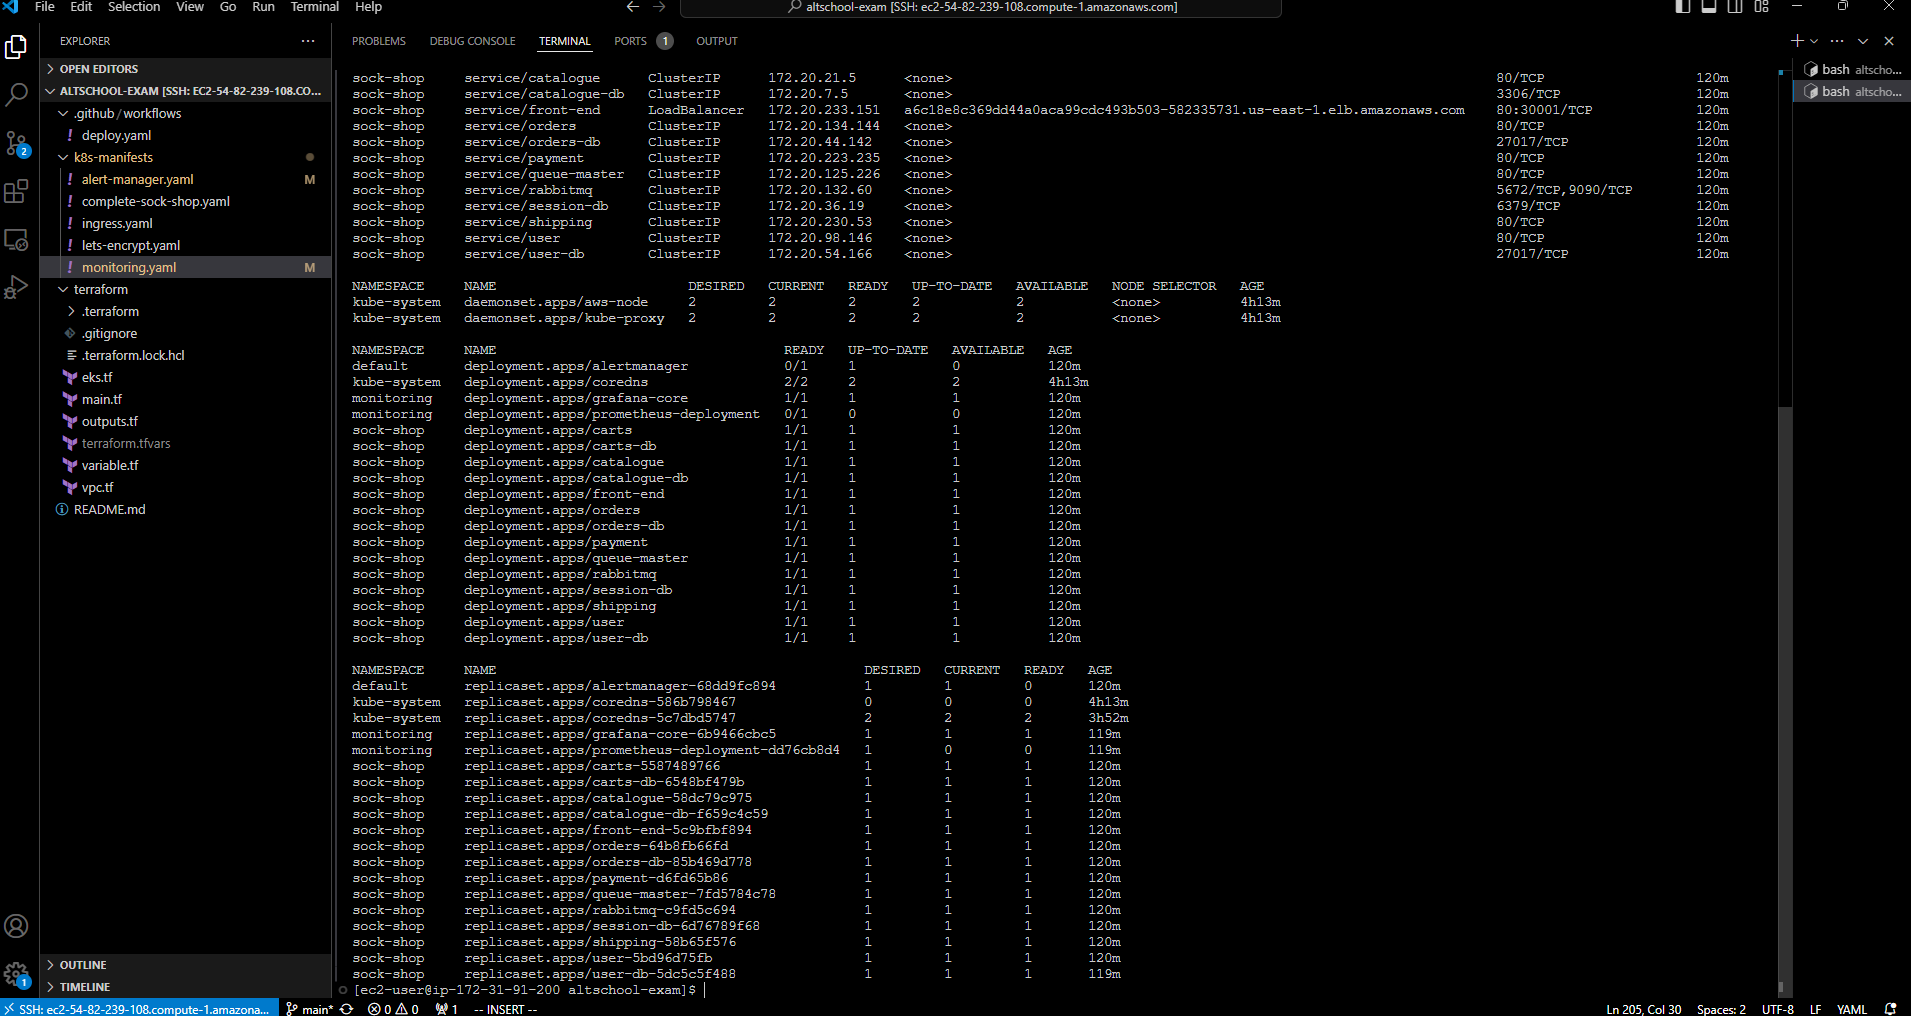 File Edit Selection View Go Run Terminal Help
altschool-exam [SSH: ec2-54-82-239-108.compute-1.amazonaws.com]
EXPLORER
OPEN EDITORS
ALTSCHOOL-EXAM [SSH: EC2-54-82-239-108.CO...
.github/workflows
deploy.yaml
k8s-manifests
! alert-manager.yaml M
! complete-sock-shop.yaml
! ingress.yaml
! lets-encrypt.yaml
! monitoring.yaml M
terraform
.terraform
.gitignore
.terraform.lock.hcl
eks.tf
main.tf
outputs.tf
terraform.tfvars
variable.tf
vpc.tf
README.md
OUTLINE
TIMELINE
2
1
PROBLEMS DEBUG CONSOLE TERMINAL PORTS 1 OUTPUT
bash altscho...
bash altscho...
sock-shop service/catalogue ClusterIP 172.20.21.5 <none> 80/TCP 120m
sock-shop service/catalogue-db ClusterIP 172.20.7.5 <none> 3306/TCP 120m
sock-shop service/front-end LoadBalancer 172.20.233.151 a6c18e8c369dd44a0aca99cdc493b503-582335731.us-east-1.elb.amazonaws.com 80:30001/TCP 120m
sock-shop service/orders ClusterIP 172.20.134.144 <none> 80/TCP 120m
sock-shop service/orders-db ClusterIP 172.20.44.142 <none> 27017/TCP 120m
sock-shop service/payment ClusterIP 172.20.223.235 <none> 80/TCP 120m
sock-shop service/queue-master ClusterIP 172.20.125.226 <none> 80/TCP 120m
sock-shop service/rabbitmq ClusterIP 172.20.132.60 <none> 5672/TCP,9090/TCP 120m
sock-shop service/session-db ClusterIP 172.20.36.19 <none> 6379/TCP 120m
sock-shop service/shipping ClusterIP 172.20.230.53 <none> 80/TCP 120m
sock-shop service/user ClusterIP 172.20.98.146 <none> 80/TCP 120m
sock-shop service/user-db ClusterIP 172.20.54.166 <none> 27017/TCP 120m
NAMESPACE NAME DESIRED CURRENT READY UP-TO-DATE AVAILABLE NODE SELECTOR AGE
kube-system daemonset.apps/aws-node 2 2 2 2 2 <none> 4h13m
kube-system daemonset.apps/kube-proxy 2 2 2 2 2 <none> 4h13m
NAMESPACE NAME READY UP-TO-DATE AVAILABLE AGE
default deployment.apps/alertmanager 0/1 1 0 120m
kube-system deployment.apps/coredns 2/2 2 2 4h13m
monitoring deployment.apps/grafana-core 1/1 1 1 120m
monitoring deployment.apps/prometheus-deployment 0/1 0 0 120m
sock-shop deployment.apps/carts 1/1 1 1 120m
sock-shop deployment.apps/carts-db 1/1 1 1 120m
sock-shop deployment.apps/catalogue 1/1 1 1 120m
sock-shop deployment.apps/catalogue-db 1/1 1 1 120m
sock-shop deployment.apps/front-end 1/1 1 1 120m
sock-shop deployment.apps/orders 1/1 1 1 120m
sock-shop deployment.apps/orders-db 1/1 1 1 120m
sock-shop deployment.apps/payment 1/1 1 1 120m
sock-shop deployment.apps/queue-master 1/1 1 1 120m
sock-shop deployment.apps/rabbitmq 1/1 1 1 120m
sock-shop deployment.apps/session-db 1/1 1 1 120m
sock-shop deployment.apps/shipping 1/1 1 1 120m
sock-shop deployment.apps/user 1/1 1 1 120m
sock-shop deployment.apps/user-db 1/1 1 1 120m
NAMESPACE NAME DESIRED CURRENT READY AGE
default replicaset.apps/alertmanager-68dd9fc894 1 1 0 120m
kube-system replicaset.apps/coredns-586b798467 0 0 0 4h13m
kube-system replicaset.apps/coredns-5c7dbd5747 2 2 2 3h52m
monitoring replicaset.apps/grafana-core-6b9466cbc5 1 1 1 119m
monitoring replicaset.apps/prometheus-deployment-dd76cb8d4 1 0 0 119m
sock-shop replicaset.apps/carts-5587489766 1 1 1 120m
sock-shop replicaset.apps/carts-db-6548bf479b 1 1 1 120m
sock-shop replicaset.apps/catalogue-58dc79c975 1 1 1 120m
sock-shop replicaset.apps/catalogue-db-f659c4c59 1 1 1 120m
sock-shop replicaset.apps/front-end-5c9bfbf894 1 1 1 120m
sock-shop replicaset.apps/orders-64b8fb66fd 1 1 1 120m
sock-shop replicaset.apps/orders-db-85b469d778 1 1 1 120m
sock-shop replicaset.apps/payment-d6fd65b86 1 1 1 120m
sock-shop replicaset.apps/queue-master-7fd5784c78 1 1 1 120m
sock-shop replicaset.apps/rabbitmq-c9fd5c694 1 1 1 120m
sock-shop replicaset.apps/session-db-6d76789f68 1 1 1 120m
sock-shop replicaset.apps/shipping-58b65f576 1 1 1 120m
sock-shop replicaset.apps/user-5bd96d75fb 1 1 1 120m
sock-shop replicaset.apps/user-db-5dc5c5f488 1 1 1 119m
[ec2-user@ip-172-31-91-200 altschool-exam]$
SSH: ec2-54-82-239-108.compute-1.amazona... main* 0 0 1 -- INSERT -- Ln 205, Col 30 Spaces: 2 UTF-8 LF YAML